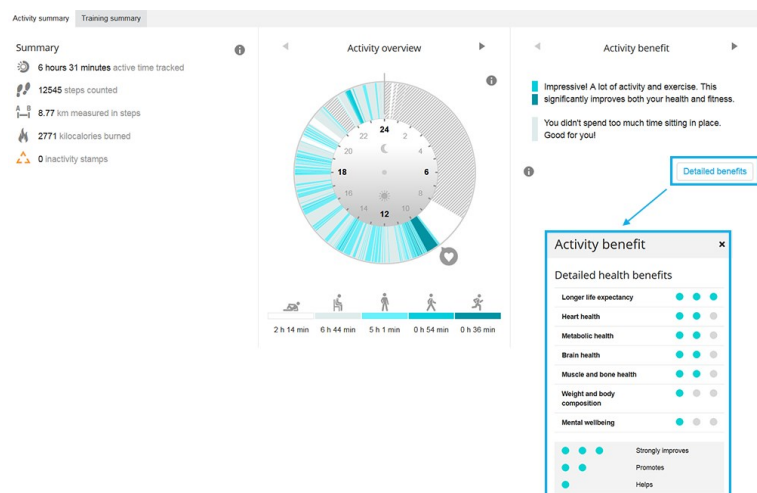 Activity summary
Training summary
Summary
6 hours 31 minutes active time tracked
12545 steps counted
A B
8.77 km measured in steps
2771 kilocalories burned
0 inactivity stamps
Activity overview
24
22
2
20
4
18
6
16
8
14
10
12
2 h 14 min
6 h 44 min
5 h 1 min
0 h 54 min
0 h 36 min
Activity benefit
Impressive! A lot of activity and exercise. This
significantly improves both your health and fitness.
You didn't spend too much time sitting in place.
Good for you!
Detailed benefits
Activity benefit
×
Detailed health benefits
Longer life expectancy
Heart health
Metabolic health
Brain health
Muscle and bone health
Weight and body
composition
Mental wellbeing
Strongly improves
Promotes
Helps